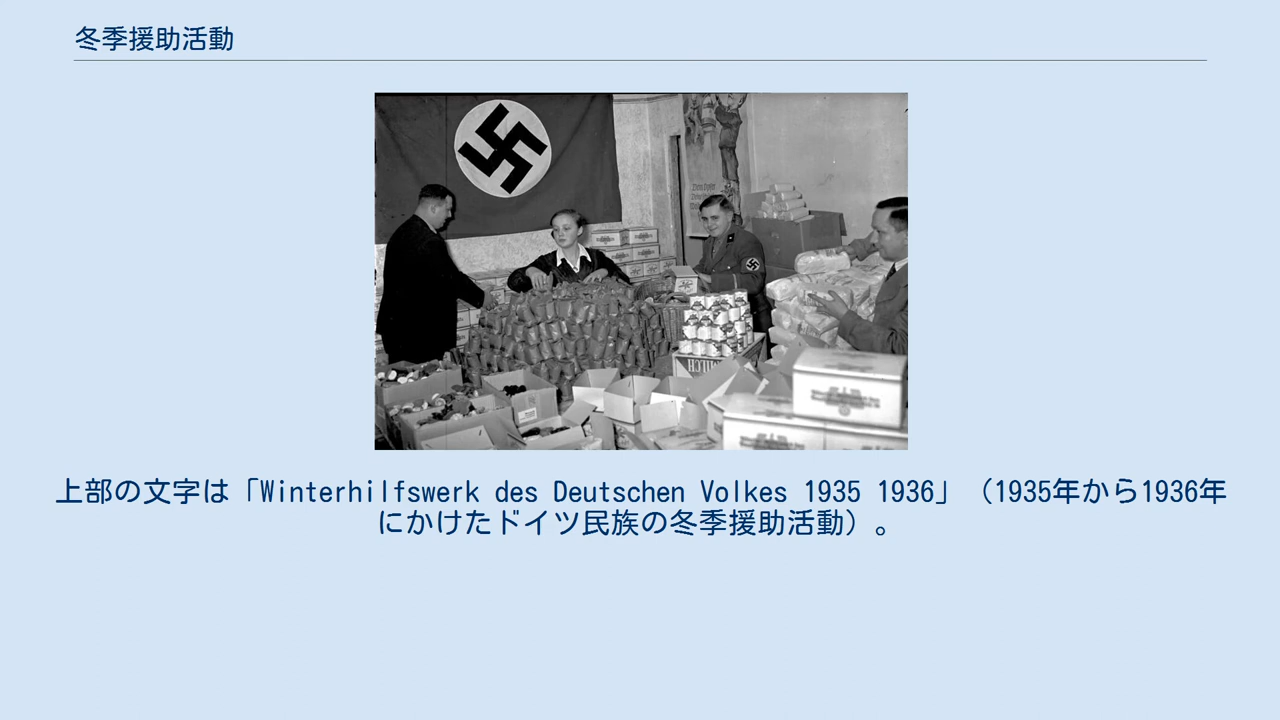 冬季援助活動
上部の文字は「Winterhilfswerk des Deutschen Volkes 1935 1936」（1935年から1936年
にかけたドイツ民族の冬季援助活動）。